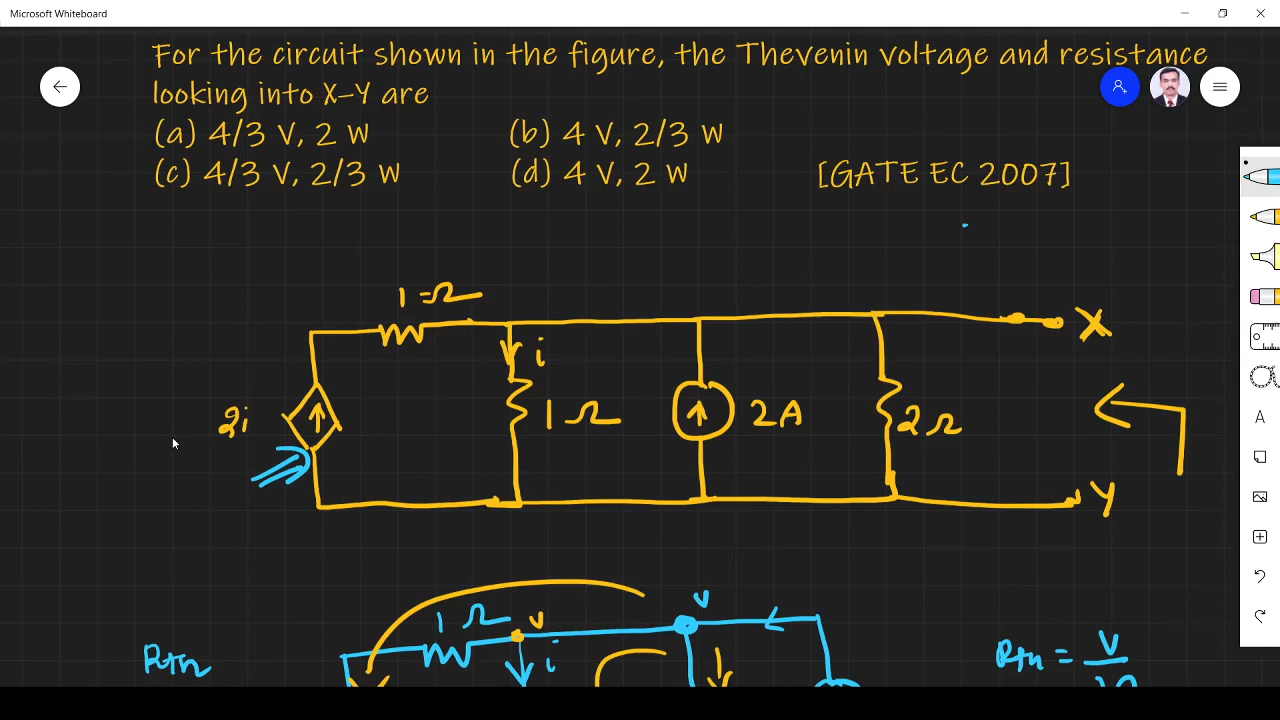 Microsoft Whiteboard
For the circuit shown in the figure, the Thevenin voltage and resistance
looking into X-Y are
(a) 4/3 V, 2 W (b) 4 V, 2/3 W
(c) 4/3 V, 2/3 W (d) 4 V, 2 W [GATE EC 2007]
1 Ω
X
i
2i
1 Ω
2A
2 Ω
Y
1 Ω
v
v
i
Rth
Rth = V
A